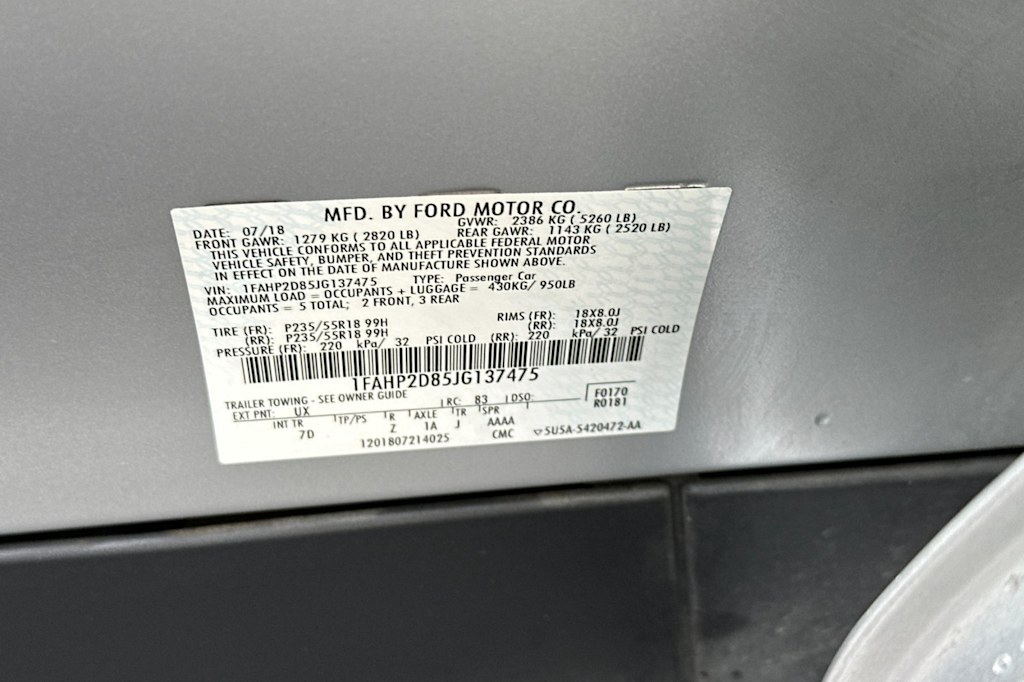 MFD. BY FORD MOTOR CO.
DATE: 07/18 GVWR: 2386 KG ( 5260 LB)
FRONT GAWR: 1279 KG ( 2820 LB) REAR GAWR: 1143 KG ( 2520 LB)
THIS VEHICLE CONFORMS TO ALL APPLICABLE FEDERAL MOTOR
VEHICLE SAFETY, BUMPER, AND THEFT PREVENTION STANDARDS
IN EFFECT ON THE DATE OF MANUFACTURE SHOWN ABOVE.
VIN: 1FAHP2D85JG137475 TYPE: Passenger Car
MAXIMUM LOAD = OCCUPANTS + LUGGAGE = 430KG/ 950LB
OCCUPANTS = 5 TOTAL; 2 FRONT, 3 REAR
TIRE (FR): P235/55R18 99H RIMS (FR): 18X8.0J
(RR): P235/55R18 99H (RR): 18X8.0J
PRESSURE (FR): 220 kPa/ 32 PSI COLD (RR): 220 kPa/ 32 PSI COLD
1FAHP2D85JG137475
TRAILER TOWING - SEE OWNER GUIDE F0170
EXT PNT: UX RC: 83 DSO: R0181
INT TR TP/PS R AXLE TR SPR
7D Z 1A J AAAA
1201807214025 CMC ▽5U5A-5420472-AA